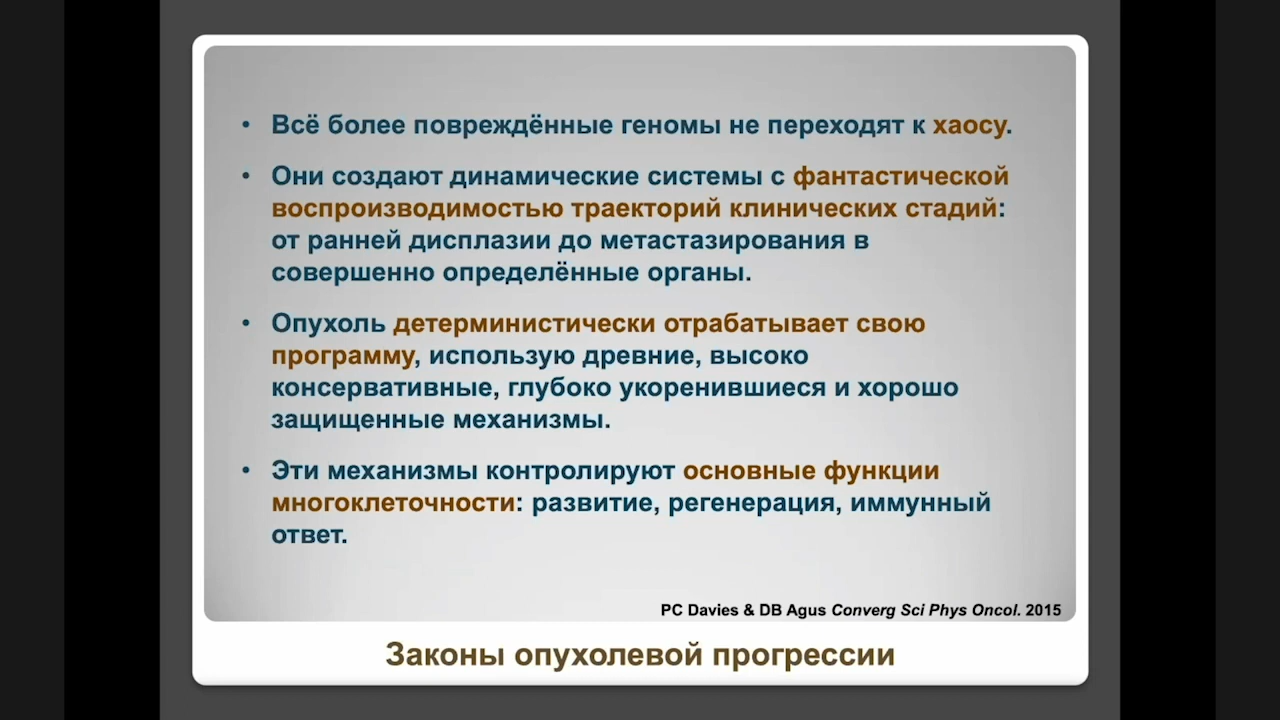 • Всё более повреждённые геномы не переходят к хаосу.
• Они создают динамические системы с фантастической
воспроизводимостью траекторий клинических стадий:
от ранней дисплазии до метастазирования в
совершенно определённые органы.
• Опухоль детерминистически отрабатывает свою
программу, использую древние, высоко
консервативные, глубоко укоренившиеся и хорошо
защищенные механизмы.
• Эти механизмы контролируют основные функции
многоклеточности: развитие, регенерация, иммунный
ответ.
PC Davies & DB Agus Converg Sci Phys Oncol. 2015
Законы опухолевой прогрессии